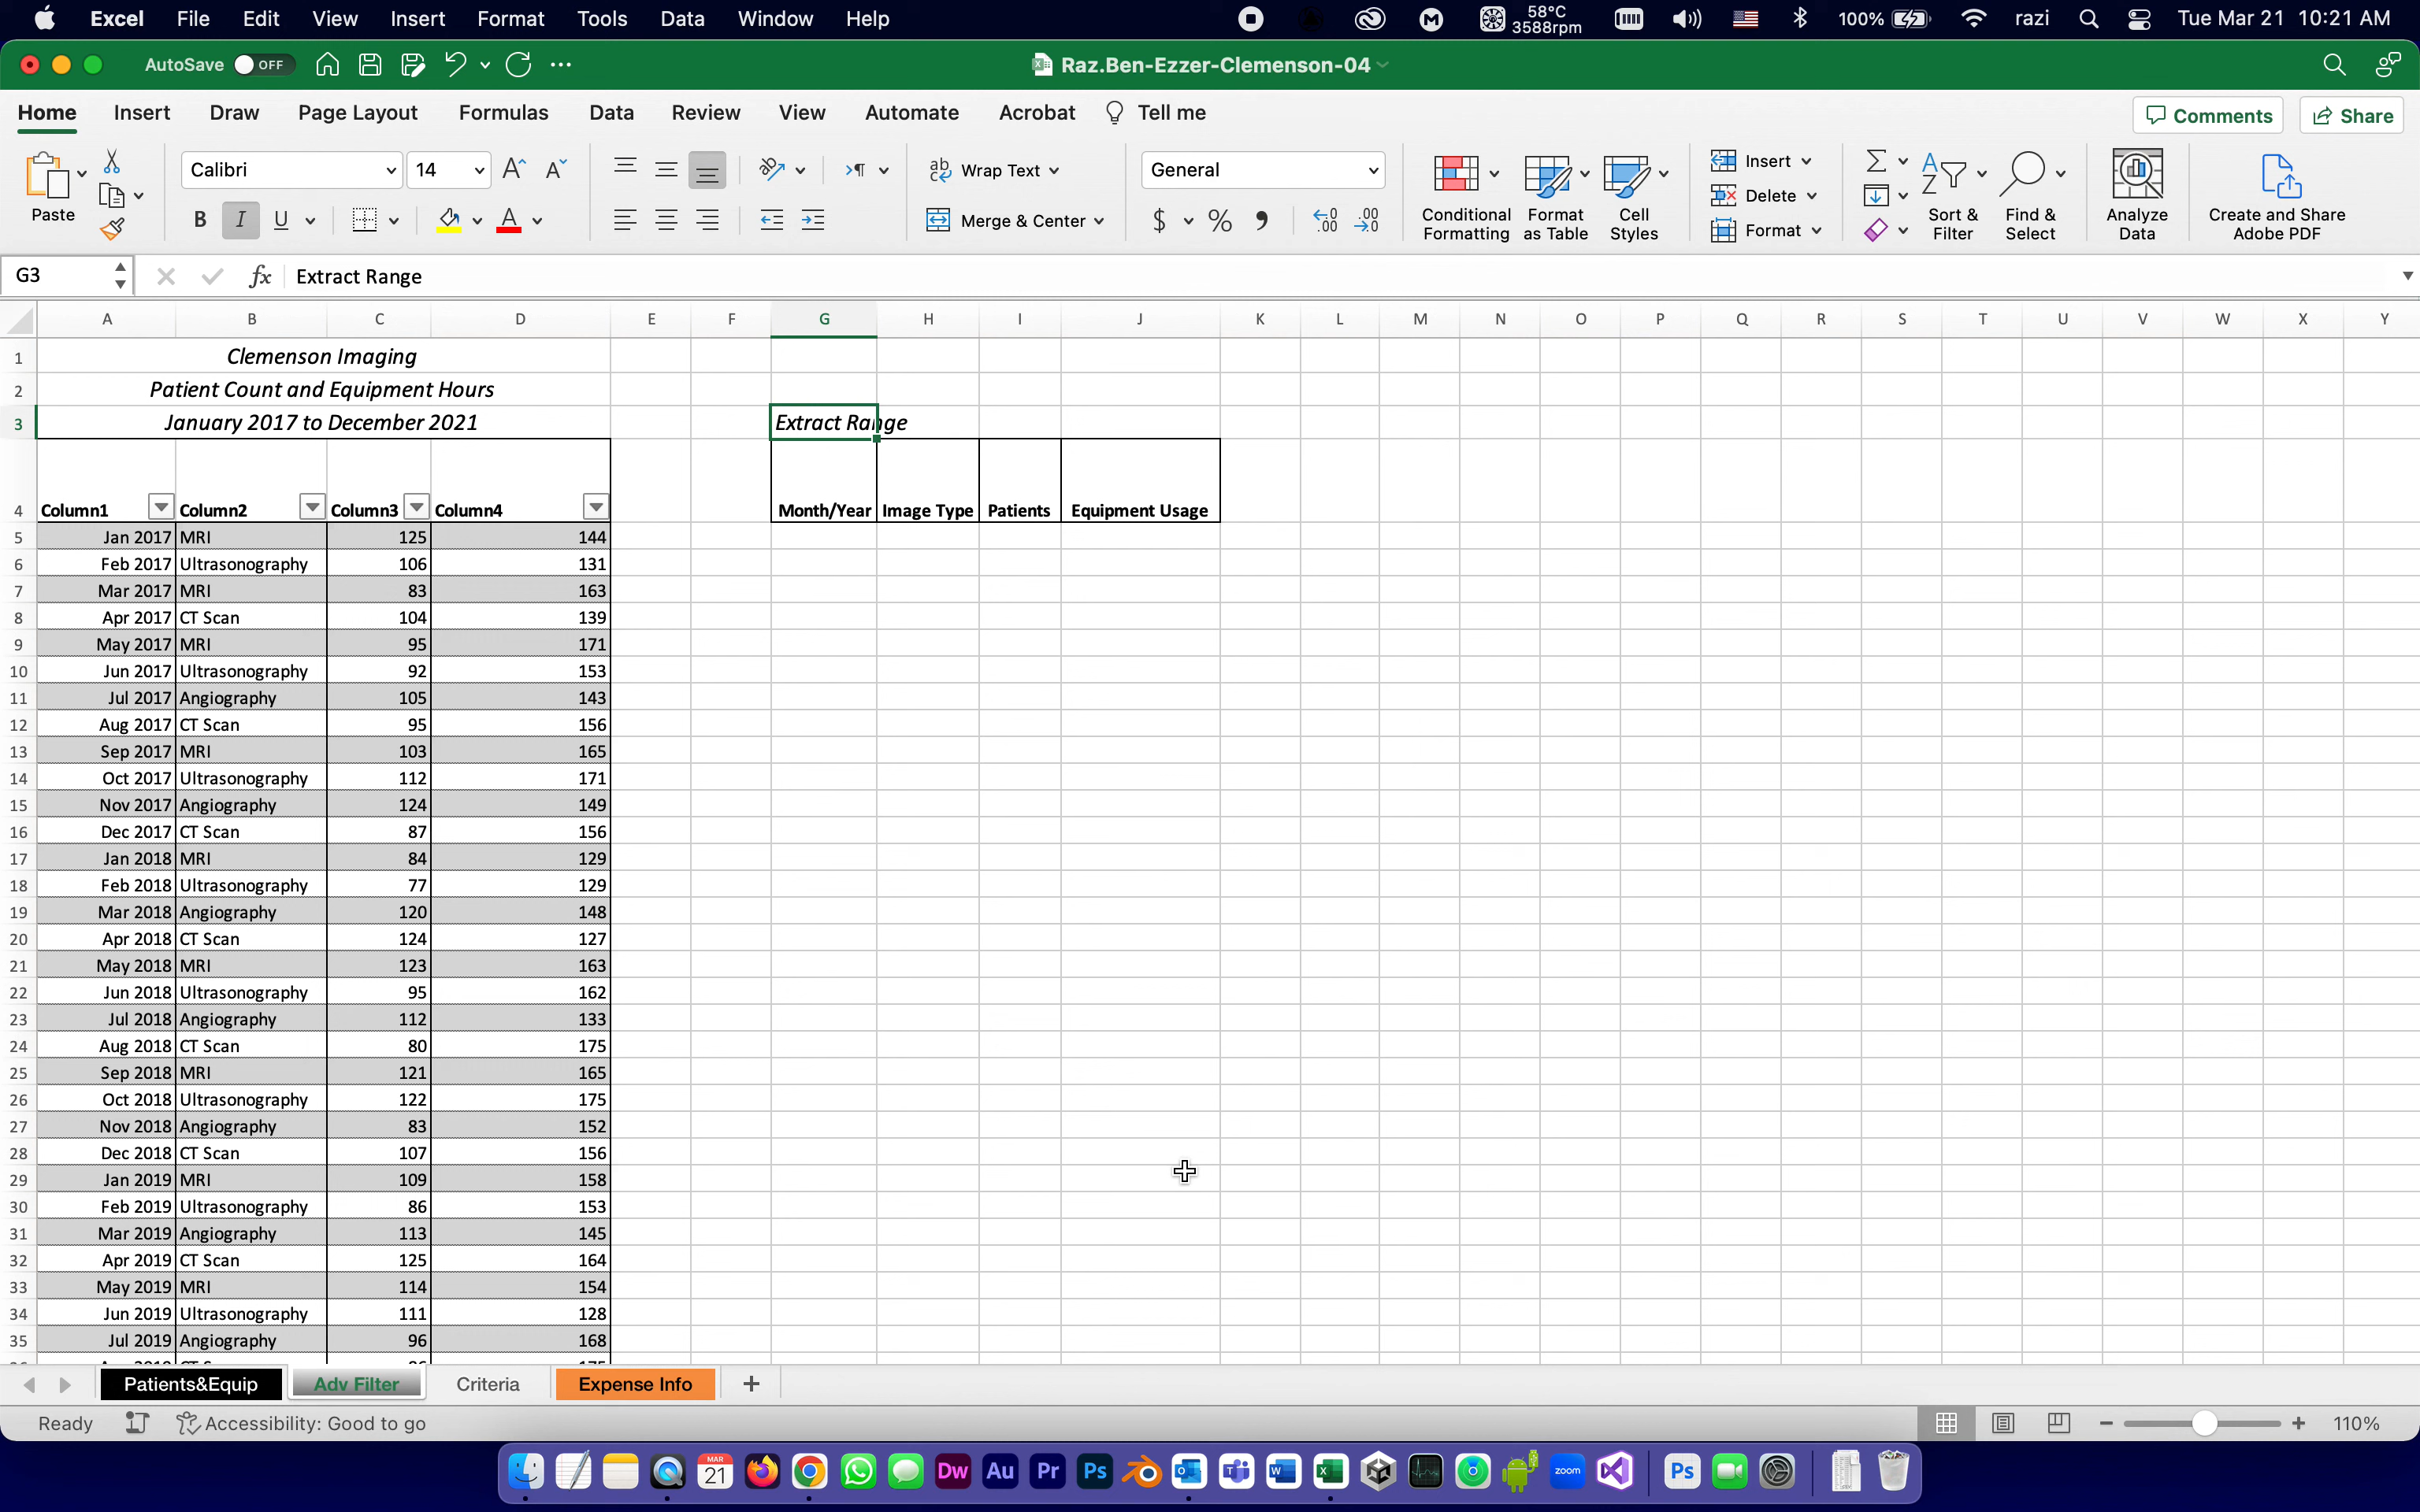 Excel File Edit View Insert Format Tools Data Window Help 58°C 3588rpm 100% razi Tue Mar 21 10:21 AM
AutoSave OFF Raz.Ben-Ezzer-Clemenson-04
Home Insert Draw Page Layout Formulas Data Review View Automate Acrobat Tell me Comments Share
Paste Calibri 14 Wrap Text General Conditional Formatting Format as Table Cell Styles Insert Delete Format Sort & Filter Find & Select Analyze Data Create and Share Adobe PDF
B I U Merge & Center $ % 9
G3 fx Extract Range
A B C D E F G H I J K L M N O P Q R S T U V W X Y
1 Clemenson Imaging
2 Patient Count and Equipment Hours
3 January 2017 to December 2021 Extract Range
4 Column1 Column2 Column3 Column4 Month/Year Image Type Patients Equipment Usage
5 Jan 2017 MRI 125 144
6 Feb 2017 Ultrasonography 106 131
7 Mar 2017 MRI 83 163
8 Apr 2017 CT Scan 104 139
9 May 2017 MRI 95 171
10 Jun 2017 Ultrasonography 92 153
11 Jul 2017 Angiography 105 143
12 Aug 2017 CT Scan 95 156
13 Sep 2017 MRI 103 165
14 Oct 2017 Ultrasonography 112 171
15 Nov 2017 Angiography 124 149
16 Dec 2017 CT Scan 87 156
17 Jan 2018 MRI 84 129
18 Feb 2018 Ultrasonography 77 129
19 Mar 2018 Angiography 120 148
20 Apr 2018 CT Scan 124 127
21 May 2018 MRI 123 163
22 Jun 2018 Ultrasonography 95 162
23 Jul 2018 Angiography 112 133
24 Aug 2018 CT Scan 80 175
25 Sep 2018 MRI 121 165
26 Oct 2018 Ultrasonography 122 175
27 Nov 2018 Angiography 83 152
28 Dec 2018 CT Scan 107 156
29 Jan 2019 MRI 109 158
30 Feb 2019 Ultrasonography 86 153
31 Mar 2019 Angiography 113 145
32 Apr 2019 CT Scan 125 164
33 May 2019 MRI 114 154
34 Jun 2019 Ultrasonography 111 128
35 Jul 2019 Angiography 96 168
Patients&Equip Adv Filter Criteria Expense Info +
Ready Accessibility: Good to go 110%
MAR 21 Dw Au Pr Ps zoom Ps